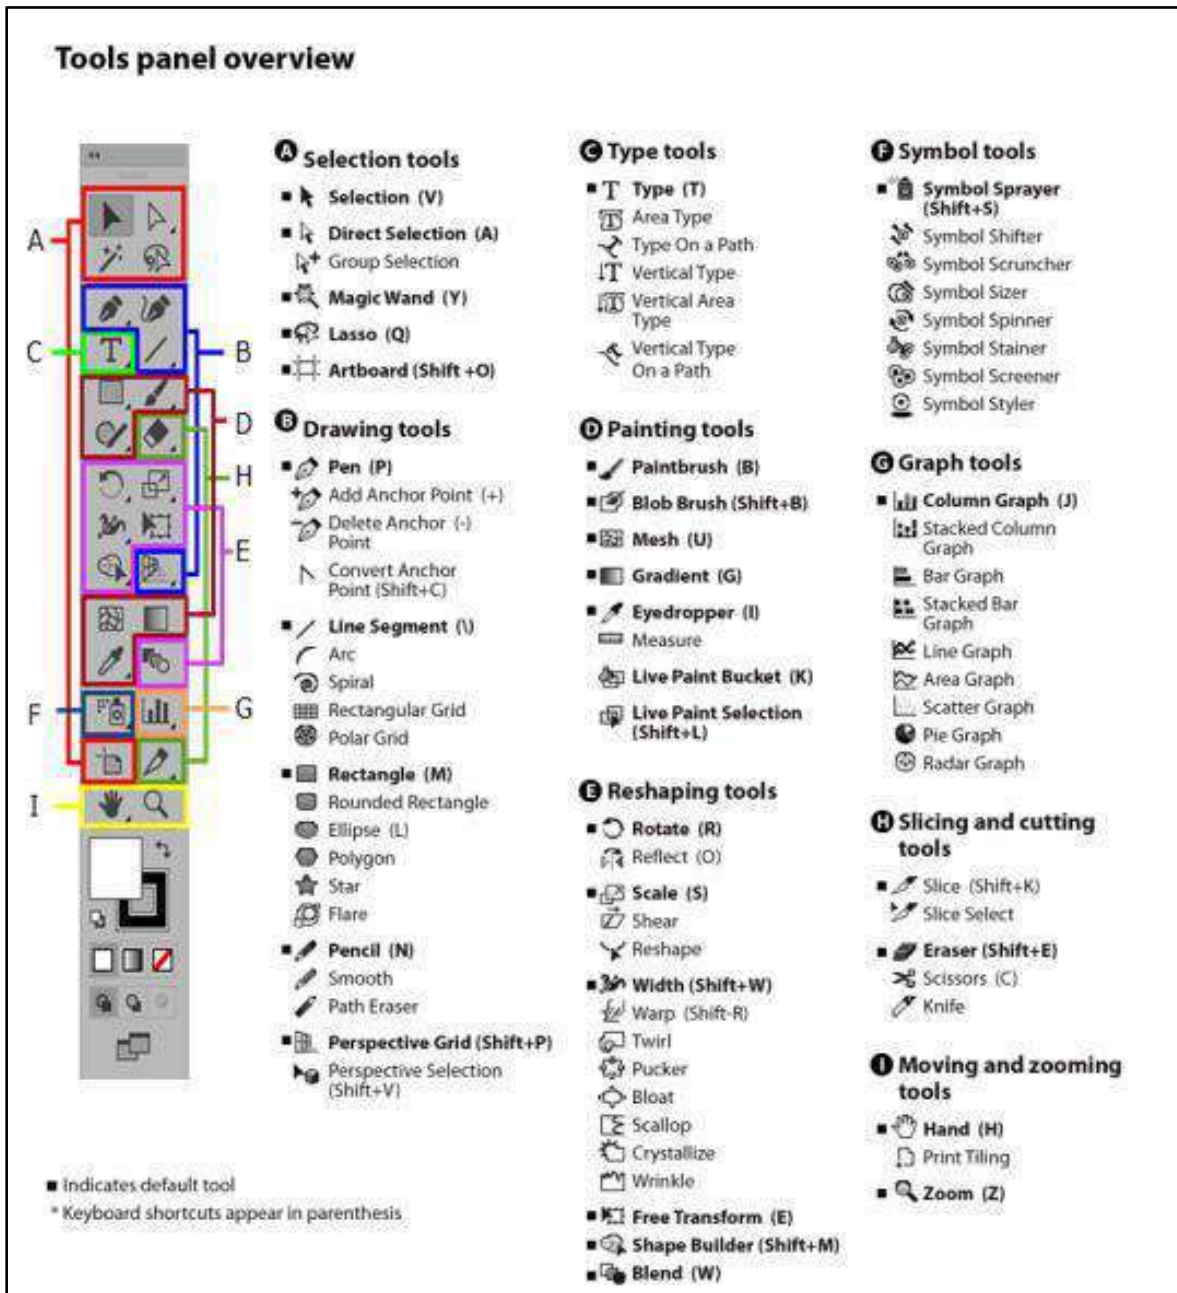 Tools panel overview
A
C
F
I
B
D
H
E
G
A Selection tools
Selection (V)
Direct Selection (A)
Group Selection
Magic Wand (Y)
Lasso (Q)
Artboard (Shift +O)
B Drawing tools
Pen (P)
Add Anchor Point (+)
Delete Anchor (-)
Point
Convert Anchor
Point (Shift+C)
Line Segment (\)
Arc
Spiral
Rectangular Grid
Polar Grid
Rectangle (M)
Rounded Rectangle
Ellipse (L)
Polygon
Star
Flare
Pencil (N)
Smooth
Path Eraser
Perspective Grid (Shift+P)
Perspective Selection
(Shift+V)
C Type tools
Type (T)
Area Type
Type On a Path
Vertical Type
Vertical Area
Type
Vertical Type
On a Path
D Painting tools
Paintbrush (B)
Blob Brush (Shift+B)
Mesh (U)
Gradient (G)
Eyedropper (I)
Measure
Live Paint Bucket (K)
Live Paint Selection
(Shift+L)
E Reshaping tools
Rotate (R)
Reflect (O)
Scale (S)
Shear
Reshape
Width (Shift+W)
Warp (Shift-R)
Twirl
Pucker
Bloat
Scallop
Crystallize
Wrinkle
Free Transform (E)
Shape Builder (Shift+M)
Blend (W)
F Symbol tools
Symbol Sprayer
(Shift+S)
Symbol Shifter
Symbol Scruncher
Symbol Sizer
Symbol Spinner
Symbol Stainer
Symbol Screener
Symbol Styler
G Graph tools
Column Graph (J)
Stacked Column
Graph
Bar Graph
Stacked Bar
Graph
Line Graph
Area Graph
Scatter Graph
Pie Graph
Radar Graph
H Slicing and cutting
tools
Slice (Shift+K)
Slice Select
Eraser (Shift+E)
Scissors (C)
Knife
I Moving and zooming
tools
Hand (H)
Print Tiling
Zoom (Z)
■ Indicates default tool
* Keyboard shortcuts appear in parenthesis